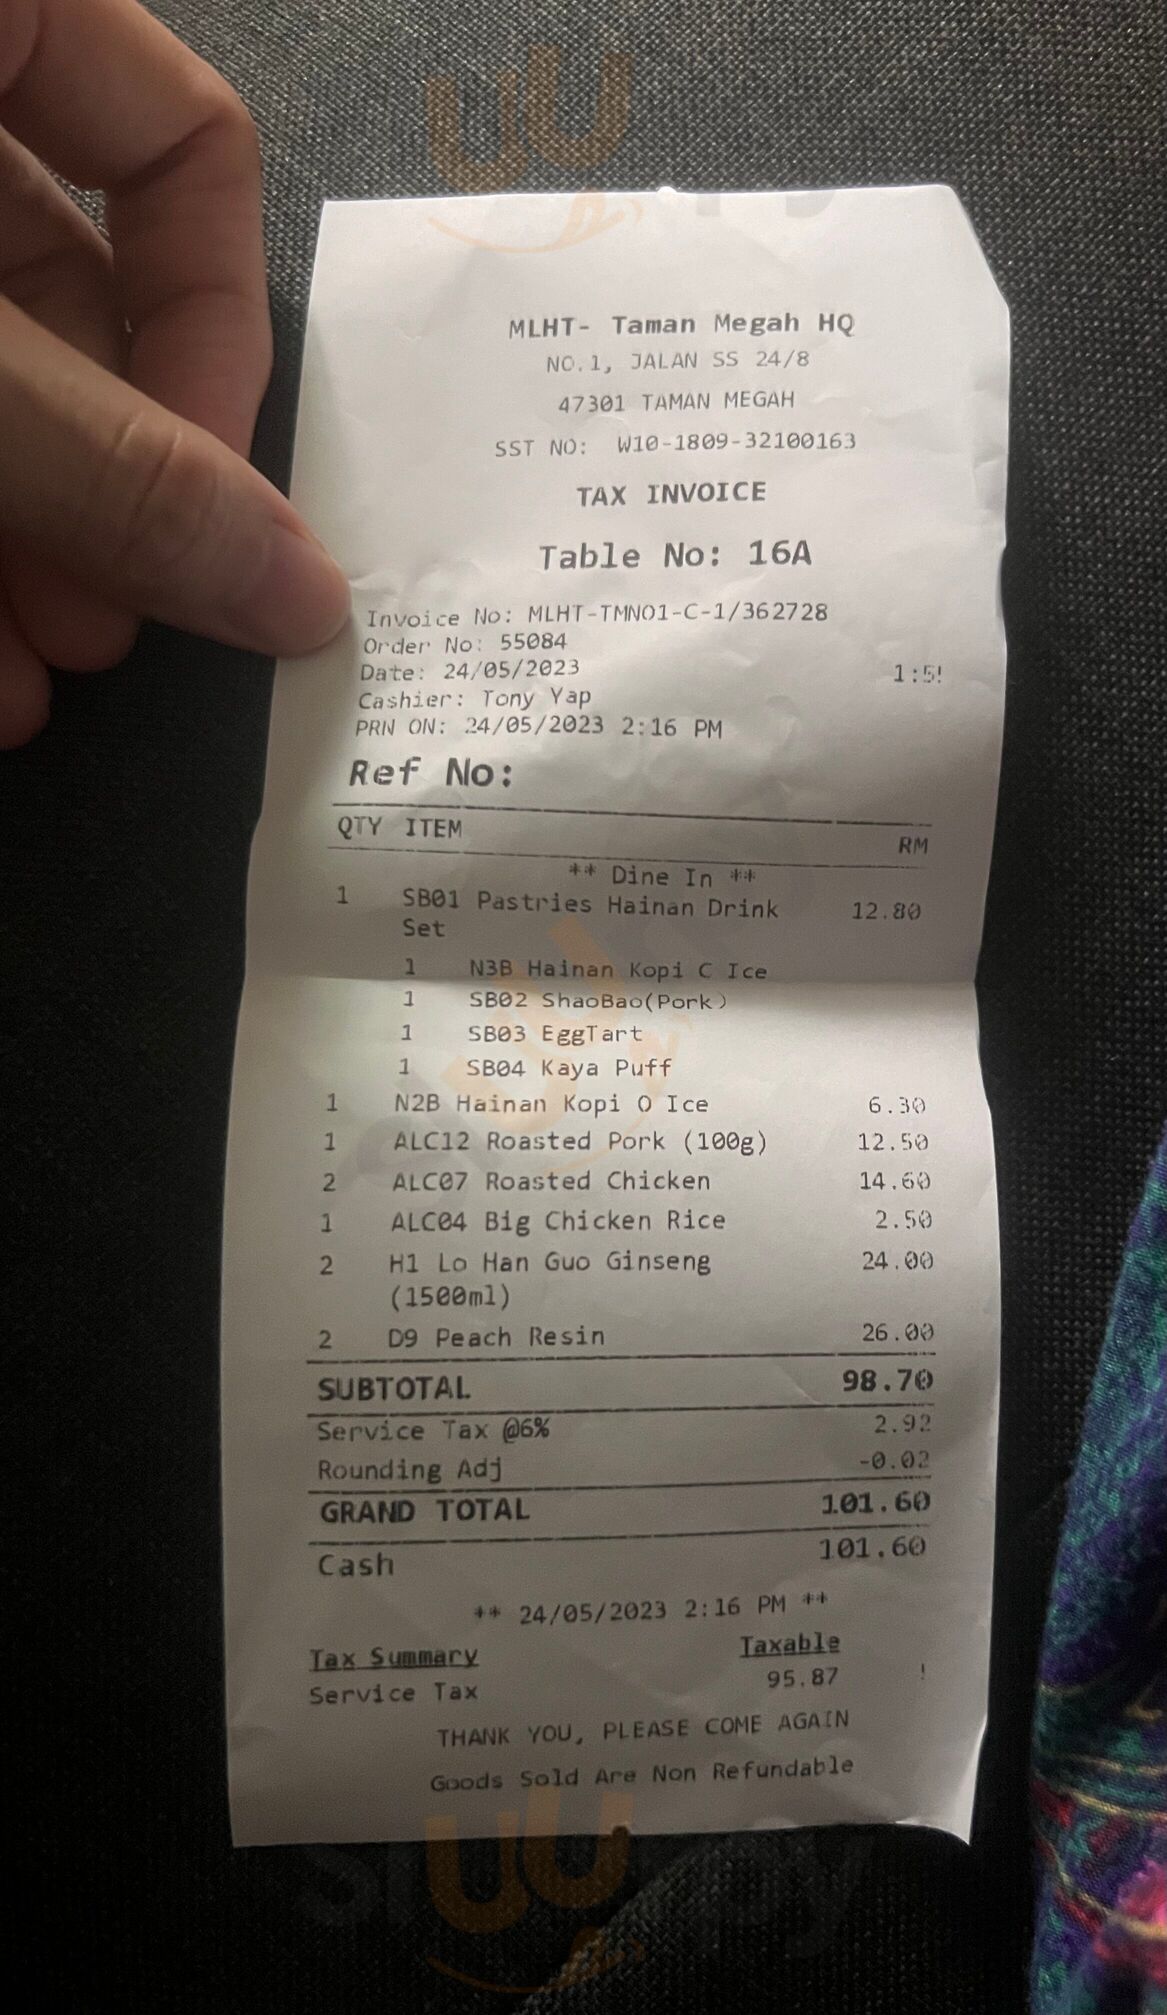 MLHT- Taman Megah HQ
NO.1, JALAN SS 24/8
47301 TAMAN MEGAH
SST NO: W10-1809-32100163
TAX INVOICE
Table No: 16A
Invoice No: MLHT-TMN01-C-1/362728
Order No: 55084
Date: 24/05/2023 1:5!
Cashier: Tony Yap
PRN ON: 24/05/2023 2:16 PM
Ref No:
QTY ITEM RM
** Dine In **
1 SB01 Pastries Hainan Drink 12.80
Set
1 N3B Hainan Kopi C Ice
1 SB02 ShaoBao(Pork)
1 SB03 EggTart
1 SB04 Kaya Puff
1 N2B Hainan Kopi O Ice 6.30
1 ALC12 Roasted Pork (100g) 12.50
2 ALC07 Roasted Chicken 14.60
1 ALC04 Big Chicken Rice 2.50
2 H1 Lo Han Guo Ginseng 24.00
(1500ml)
2 D9 Peach Resin 26.00
SUBTOTAL 98.70
Service Tax @6% 2.92
Rounding Adj -0.02
GRAND TOTAL 101.60
Cash 101.60
** 24/05/2023 2:16 PM **
Tax Summary Taxable
Service Tax 95.87 !
THANK YOU, PLEASE COME AGAIN
Goods Sold Are Non Refundable